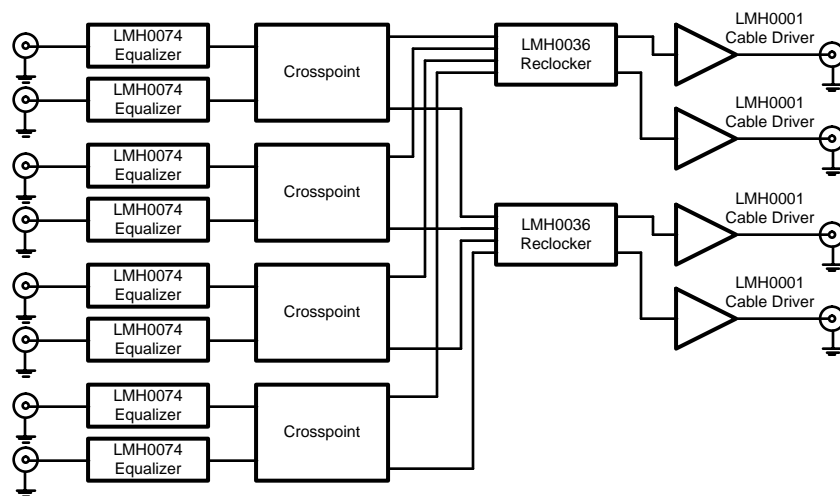 LMH0074
Equalizer
LMH0074
Equalizer
LMH0074
Equalizer
LMH0074
Equalizer
LMH0074
Equalizer
LMH0074
Equalizer
LMH0074
Equalizer
LMH0074
Equalizer
Crosspoint
Crosspoint
Crosspoint
Crosspoint
LMH0036
Reclocker
LMH0036
Reclocker
LMH0001
Cable Driver
LMH0001
Cable Driver
LMH0001
Cable Driver
LMH0001
Cable Driver